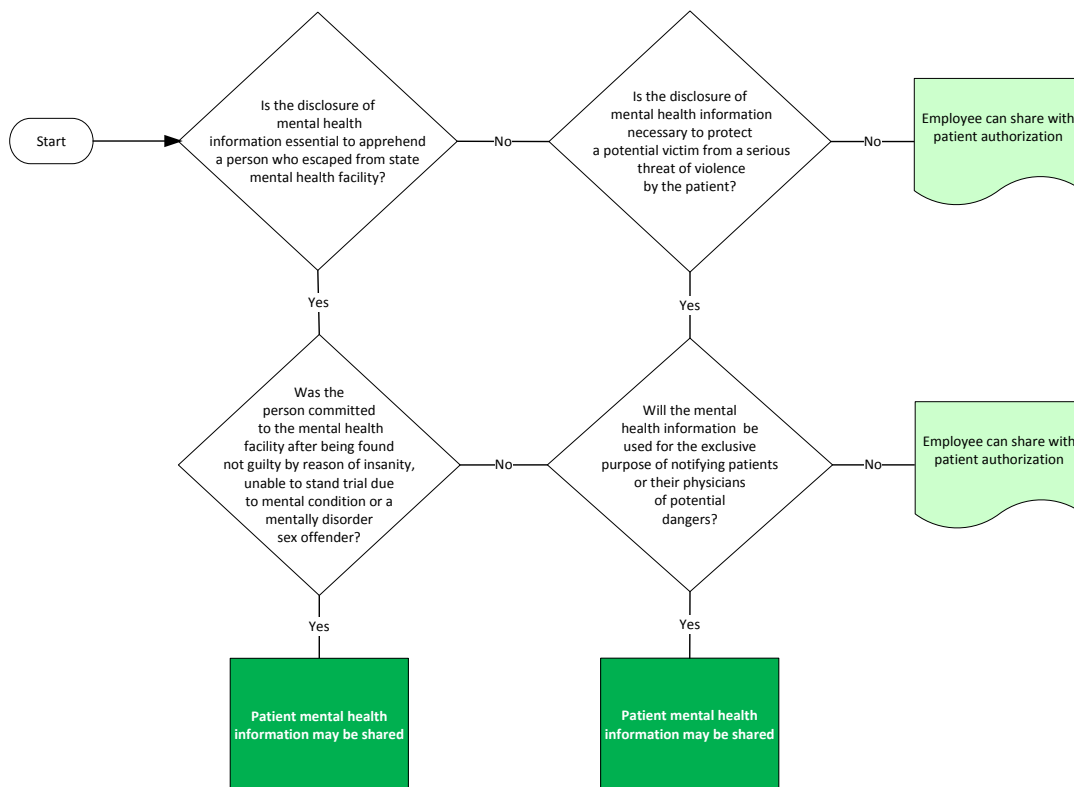 Start
Is the disclosure of
mental health
information essential to apprehend
a person who escaped from state
mental health facility?
No
Is the disclosure of
mental health information
necessary to protect
a potential victim from a serious
threat of violence
by the patient?
No
Employee can share with
patient authorization
Yes
Yes
Was the
person committed
to the mental health
facility after being found
not guilty by reason of insanity,
unable to stand trial due
to mental condition or a
mentally disorder
sex offender?
No
Will the mental
health information be
used for the exclusive
purpose of notifying patients
or their physicians
of potential
dangers?
No
Employee can share with
patient authorization
Yes
Yes
Patient mental health
information may be shared
Patient mental health
information may be shared